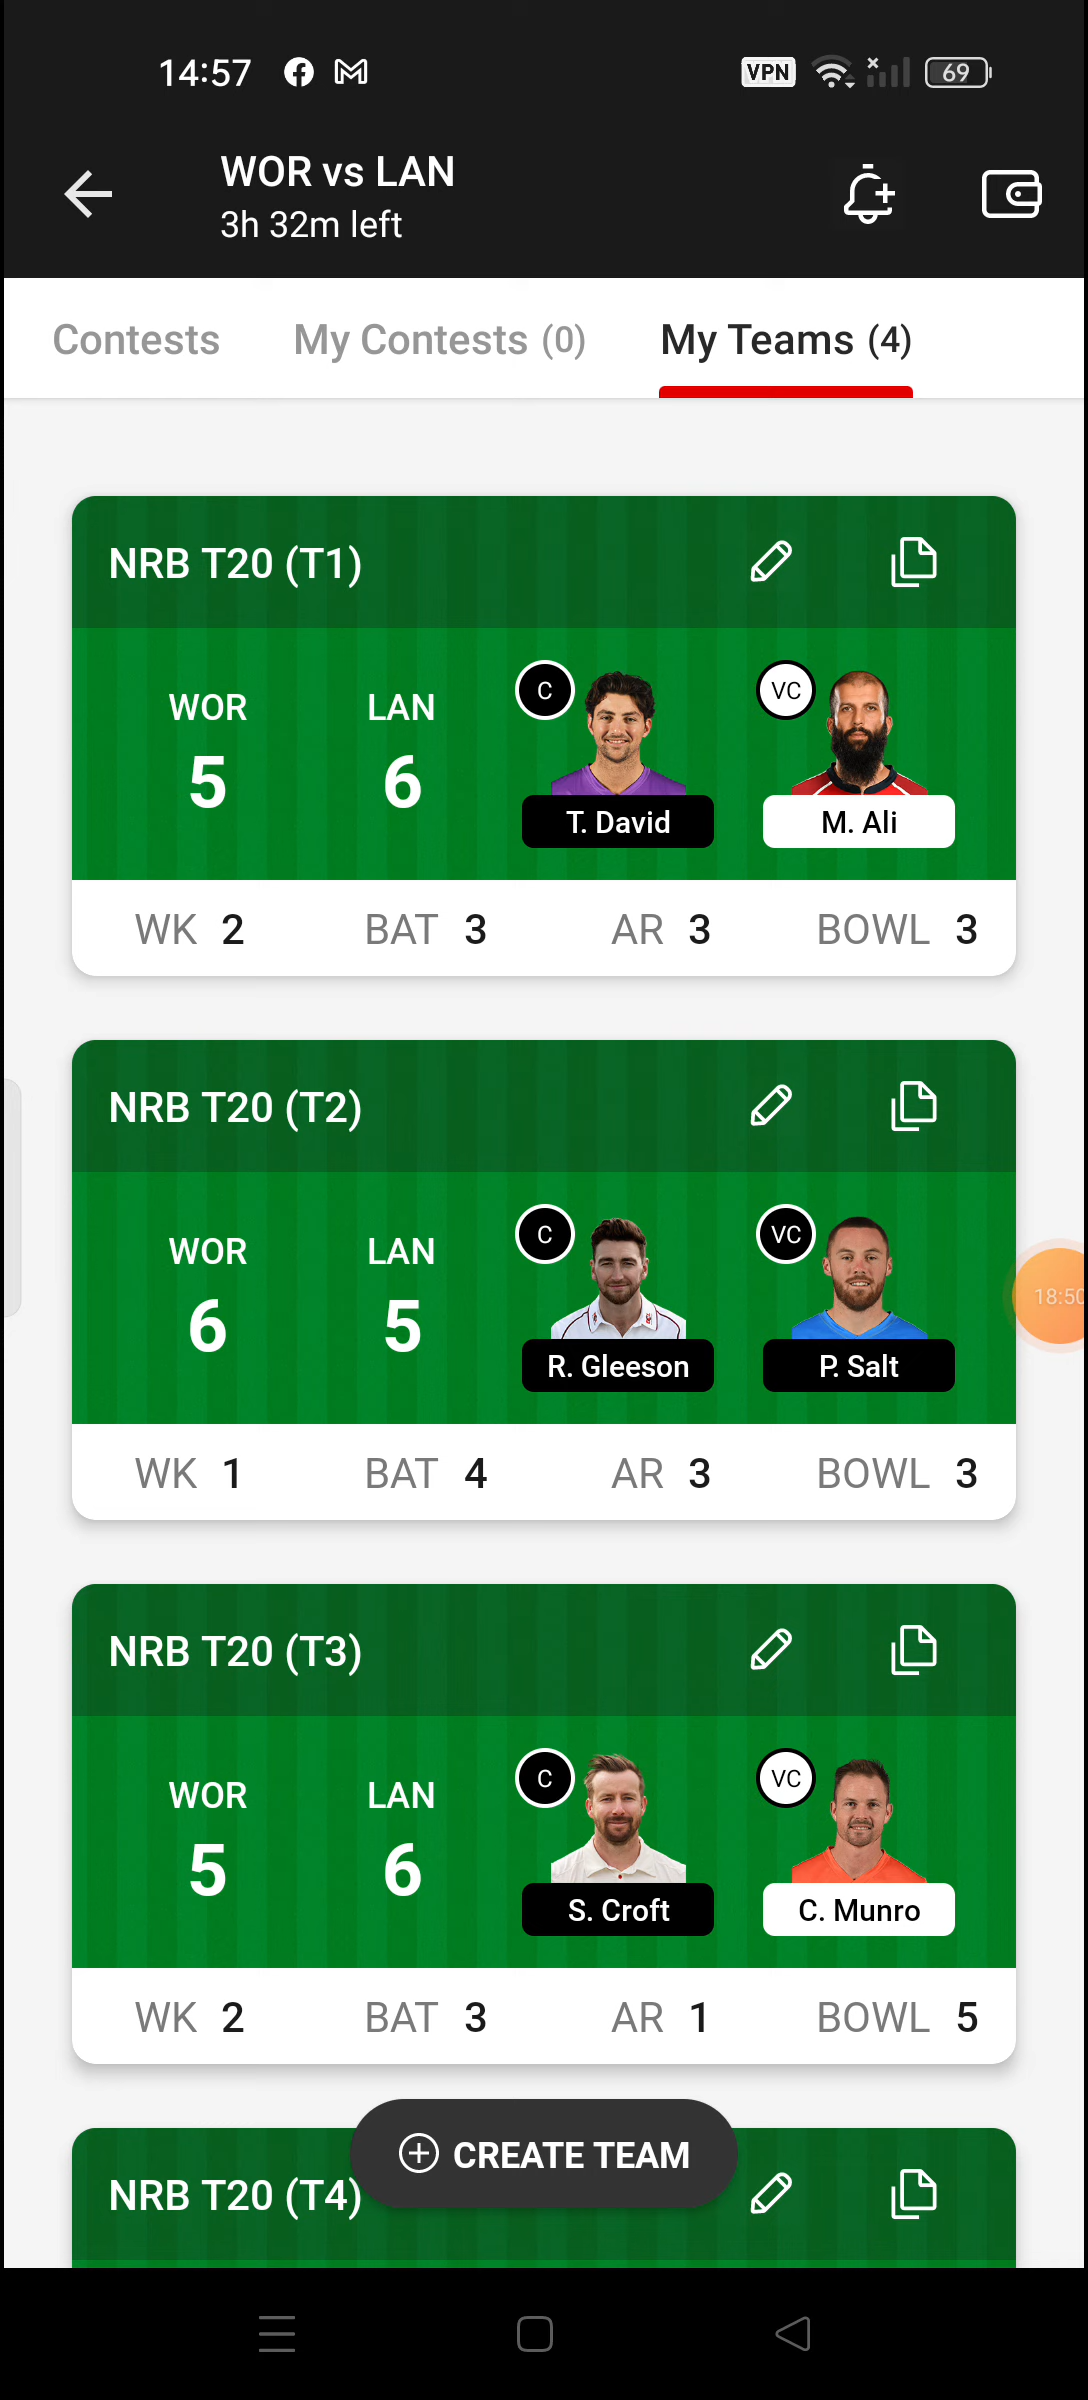 14:57 VPN 69
WOR vs LAN
3h 32m left
Contests My Contests (0) My Teams (4)
NRB T20 (T1)
WOR LAN C VC
5 6
T. David M. Ali
WK 2 BAT 3 AR 3 BOWL 3
NRB T20 (T2)
WOR LAN C VC
6 5
R. Gleeson P. Salt
18:50
WK 1 BAT 4 AR 3 BOWL 3
NRB T20 (T3)
WOR LAN C VC
5 6
S. Croft C. Munro
WK 2 BAT 3 AR 1 BOWL 5
CREATE TEAM
NRB T20 (T4)